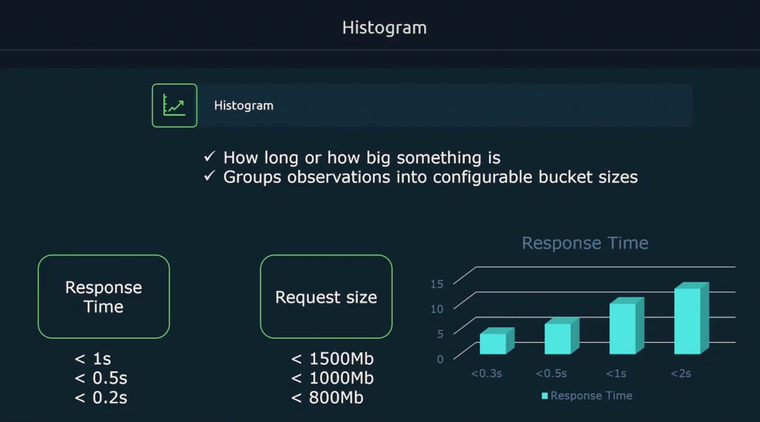 Histogram
Histogram
✓ How long or how big something is
✓ Groups observations into configurable bucket sizes
Response
Time
< 1s
< 0.5s
< 0.2s
Request size
< 1500Mb
< 1000Mb
< 800Mb
Response Time
15
10
5
0
<0.3s <0.5s <1s <2s
Response Time